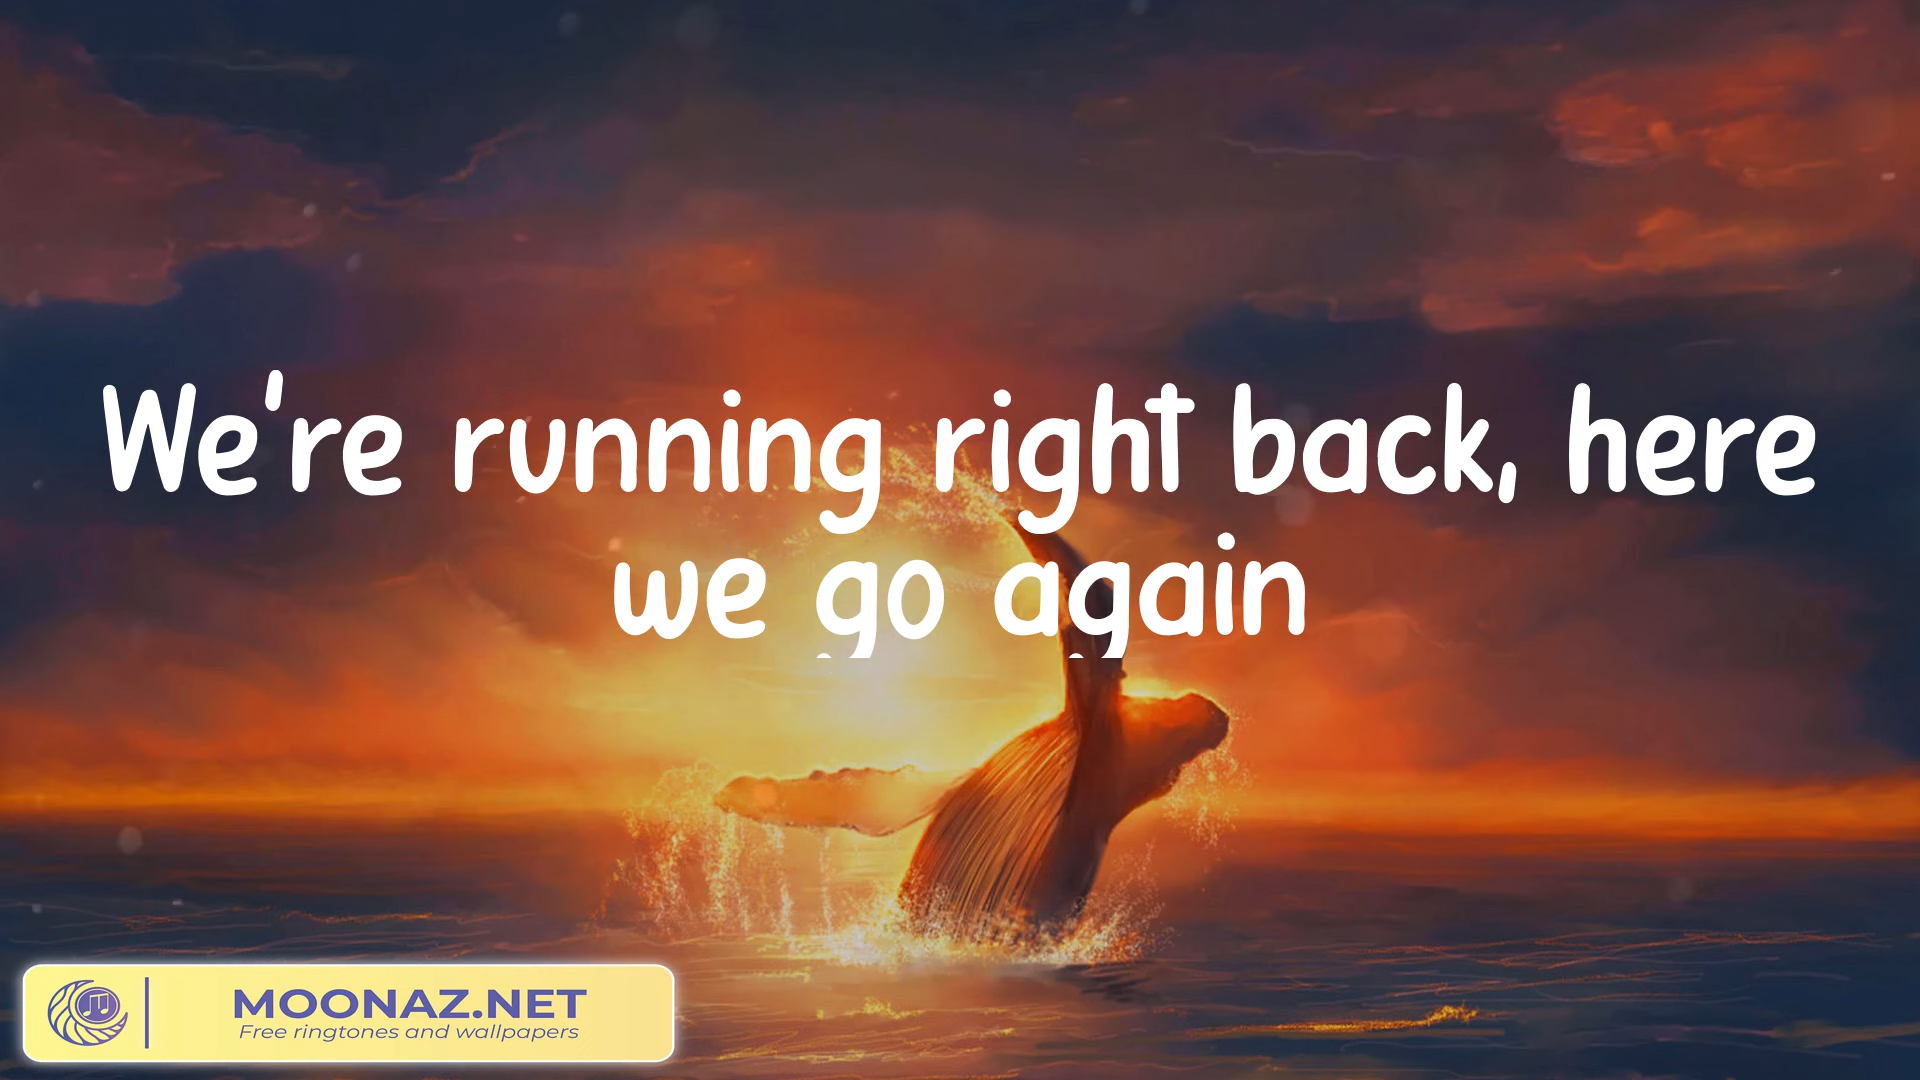 We're running right back, here
we go again
MOONAZ.NET
Free ringtones and wallpapers